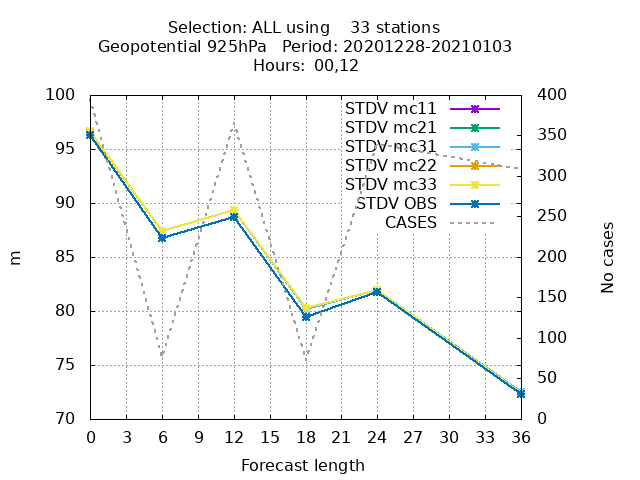 Selection: ALL using 33 stations
Geopotential 925hPa Period: 20201228-20210103
Hours: 00,12
100
95
90
85
80
75
70
400
350
300
250
200
150
100
50
0
STDV mc11
STDV mc21
STDV mc31
STDV mc22
STDV mc33
STDV OBS
CASES
m
No cases
0 3 6 9 12 15 18 21 24 27 30 33 36
Forecast length